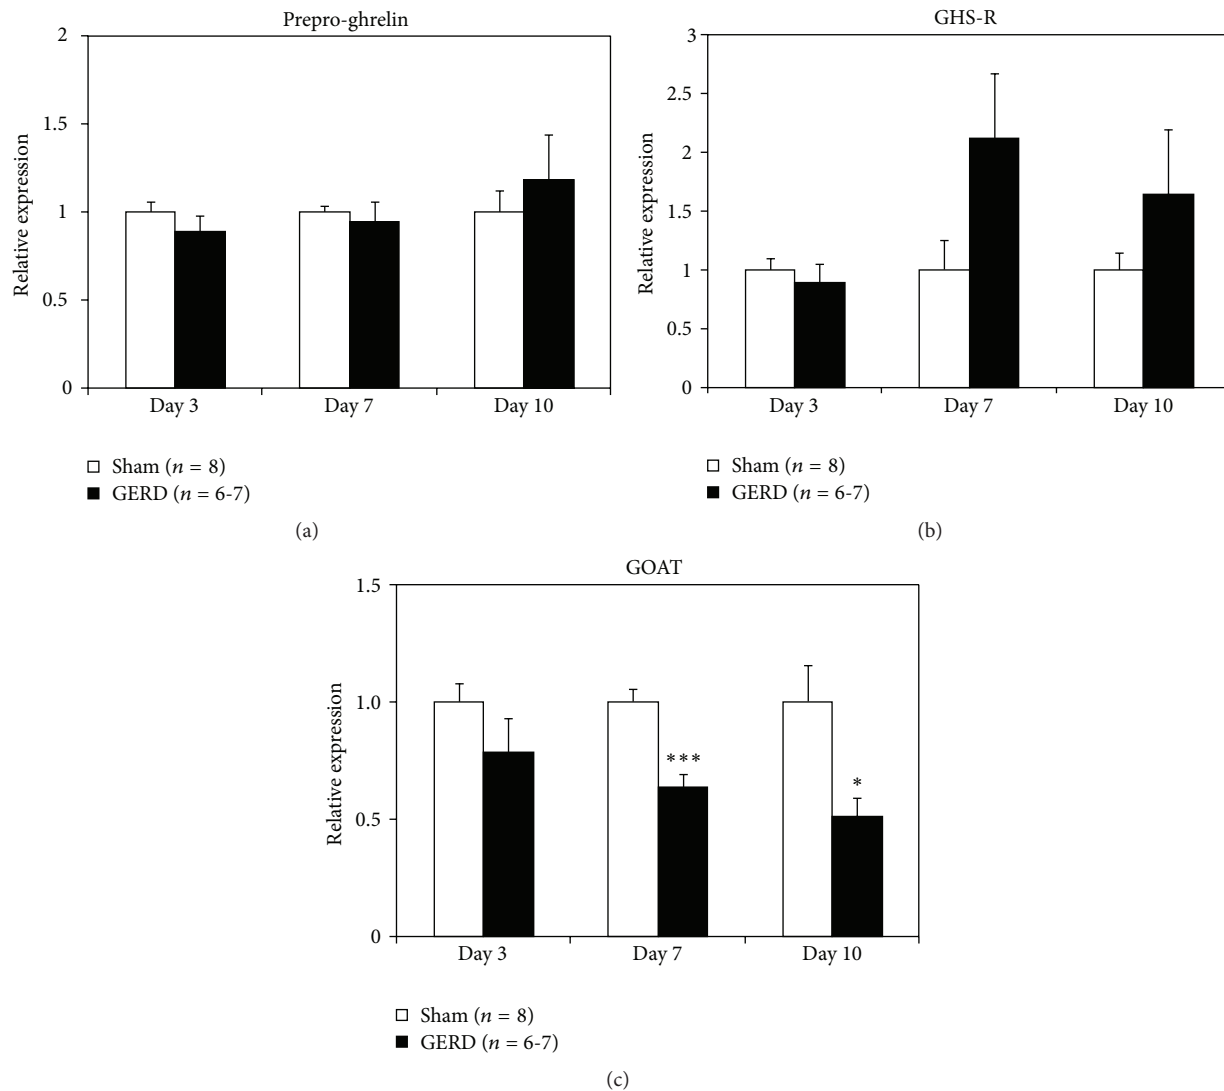 Prepro-ghrelin
2
1.5
1
0.5
0
Relative expression
Day 3 Day 7 Day 10
Sham (n = 8)
GERD (n = 6-7)
(a)
GHS-R
3
2.5
2
1.5
1
0.5
0
Relative expression
Day 3 Day 7 Day 10
Sham (n = 8)
GERD (n = 6-7)
(b)
GOAT
1.5
1.0
0.5
0
Relative expression
***
*
Day 3 Day 7 Day 10
Sham (n = 8)
GERD (n = 6-7)
(c)